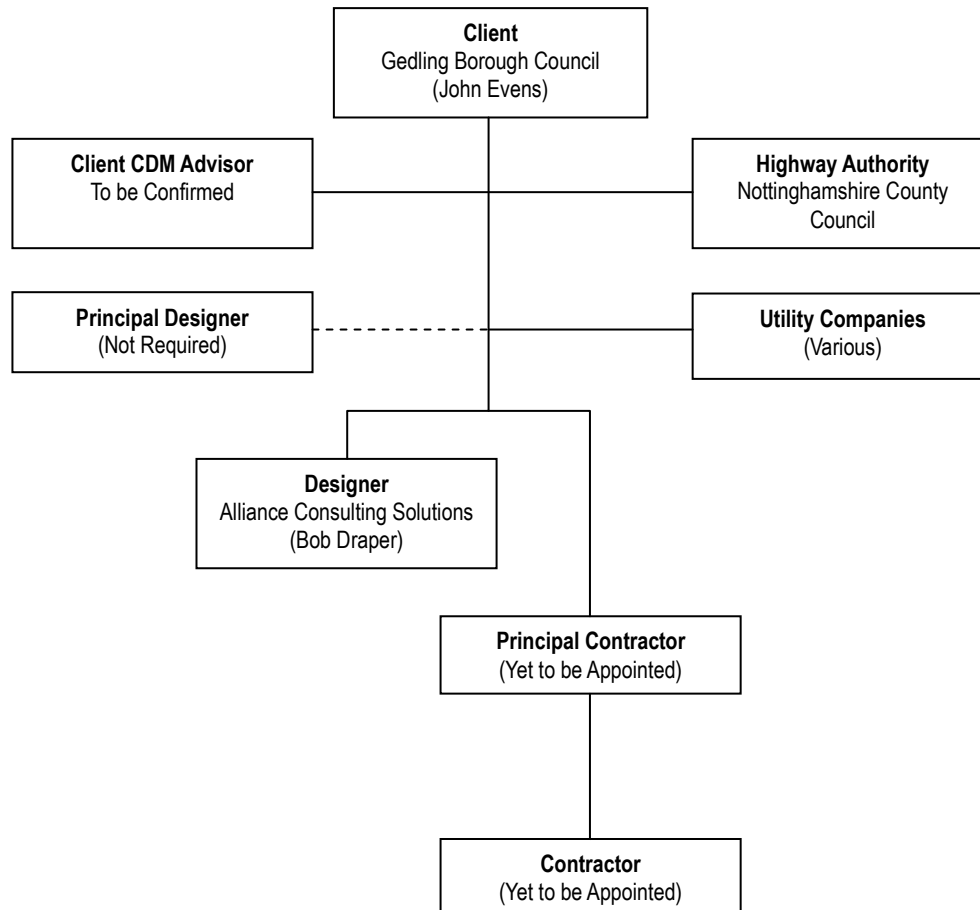 Client
Gedling Borough Council
(John Evens)
Client CDM Advisor
To be Confirmed
Highway Authority
Nottinghamshire County
Council
Principal Designer
(Not Required)
Utility Companies
(Various)
Designer
Alliance Consulting Solutions
(Bob Draper)
Principal Contractor
(Yet to be Appointed)
Contractor
(Yet to be Appointed)